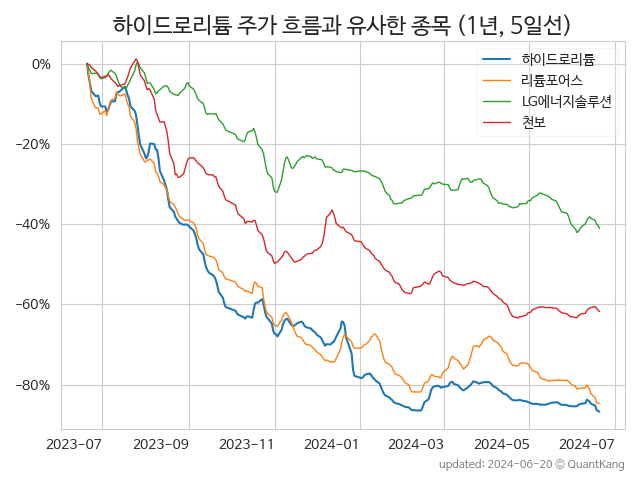 하이드로리튬 주가 흐름과 유사한 종목 (1년, 5일선)
하이드로리튬
리튬포어스
LG에너지솔루션
천보
0%
−20%
−40%
−60%
−80%
2023-07 2023-09 2023-11 2024-01 2024-03 2024-05 2024-07
updated: 2024-06-20 © QuantKang